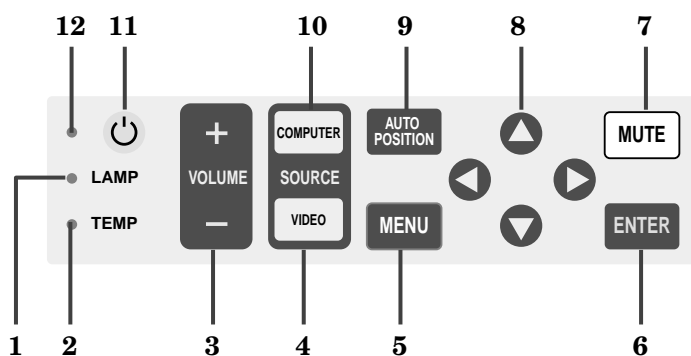 12 11 10 9 8 7
+ COMPUTER AUTO
POSITION MUTE
LAMP VOLUME SOURCE
TEMP − VIDEO MENU ENTER
1 2 3 4 5 6